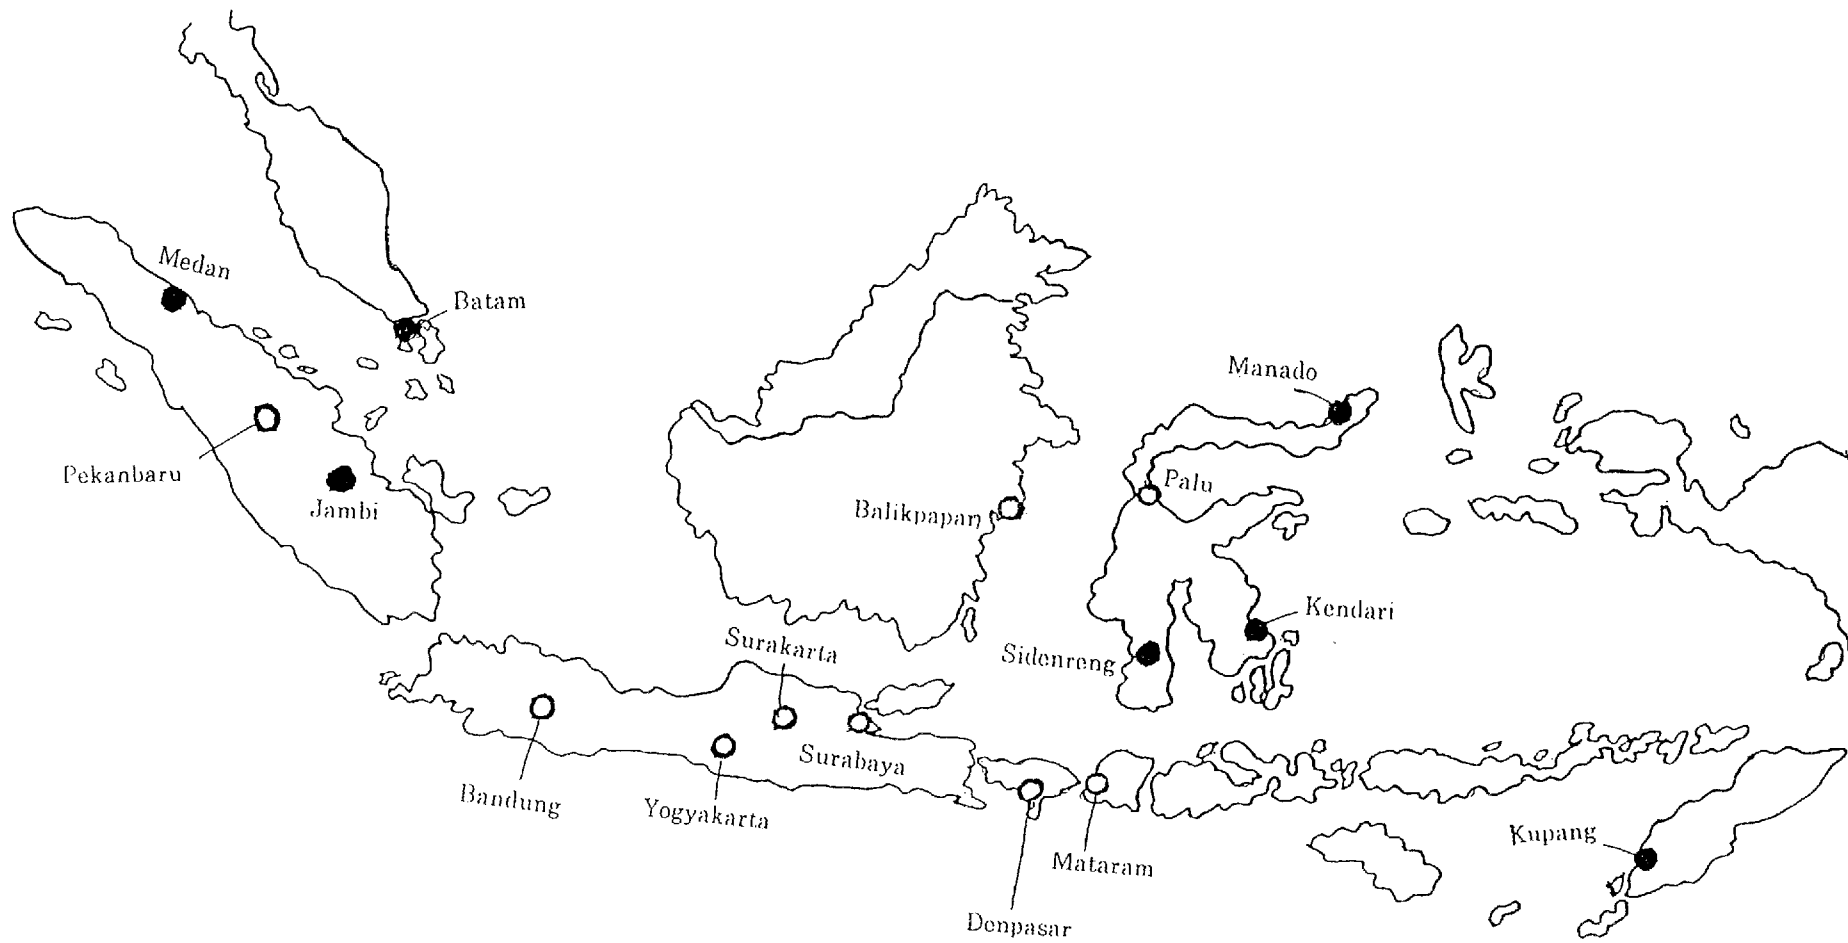 Medan
Batam
Manado
Pekanbaru
Palu
Jambi
Balikpapan
Kendari
Surakarta
Sidenreng
Surabaya
Bandung
Yogyakarta
Kupang
Mataram
Denpasar